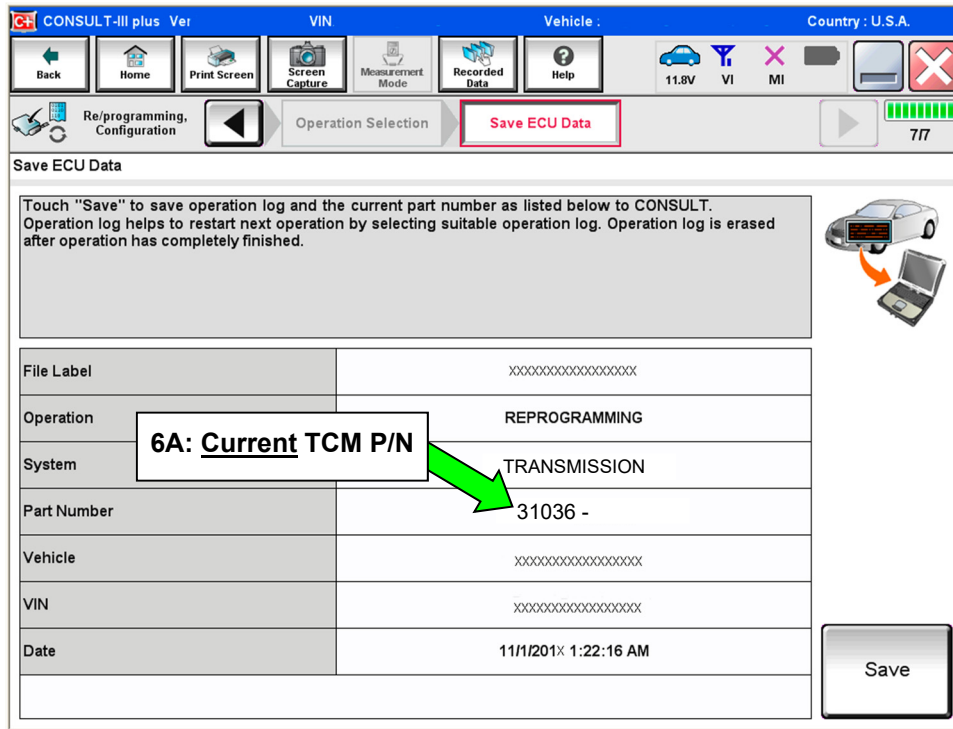 C+ CONSULT-III plus Ver VIN Vehicle : Country : U.S.A.
Back
Home
Print Screen
Screen Capture
Measurement Mode
Recorded Data
? Help
11.8V
VI
MI
Re/programming, Configuration
Operation Selection
Save ECU Data
7/7
Save ECU Data
Touch "Save" to save operation log and the current part number as listed below to CONSULT.
Operation log helps to restart next operation by selecting suitable operation log. Operation log is erased
after operation has completely finished.
File Label XXXXXXXXXXXXXXXXX
Operation REPROGRAMMING
6A: Current TCM P/N
System TRANSMISSION
Part Number 31036 -
Vehicle XXXXXXXXXXXXXXXXX
VIN XXXXXXXXXXXXXXXXX
Date 11/1/201X 1:22:16 AM
Save